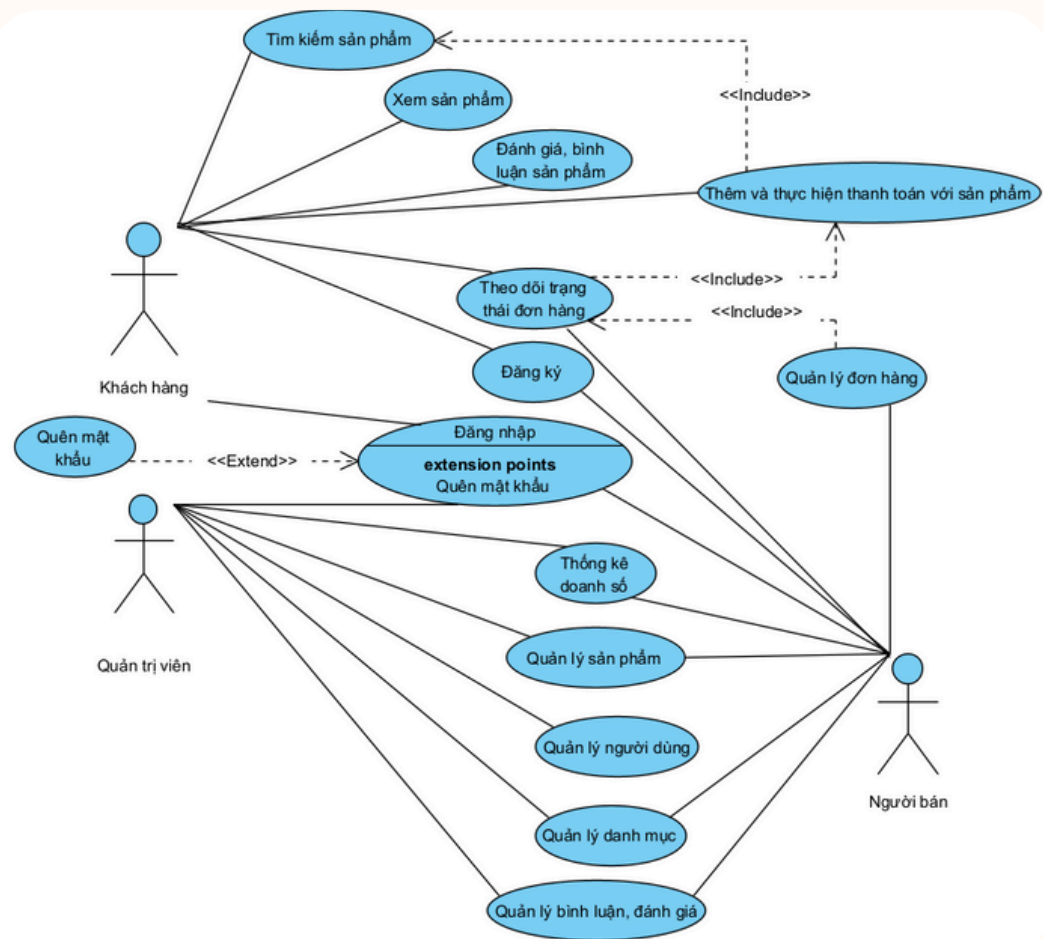 Tìm kiếm sản phẩm
<<Include>>
Xem sản phẩm
Đánh giá, bình
luận sản phẩm
Thêm và thực hiện thanh toán với sản phẩm
Theo dõi trạng
thái đơn hàng
<<Include>>
<<Include>>
Khách hàng
Đăng ký
Quản lý đơn hàng
Quên mật
khẩu
<<Extend>>
Đăng nhập
extension points
Quên mật khẩu
Thống kê
doanh số
Quản trị viên
Quản lý sản phẩm
Quản lý người dùng
Người bán
Quản lý danh mục
Quản lý bình luận, đánh giá